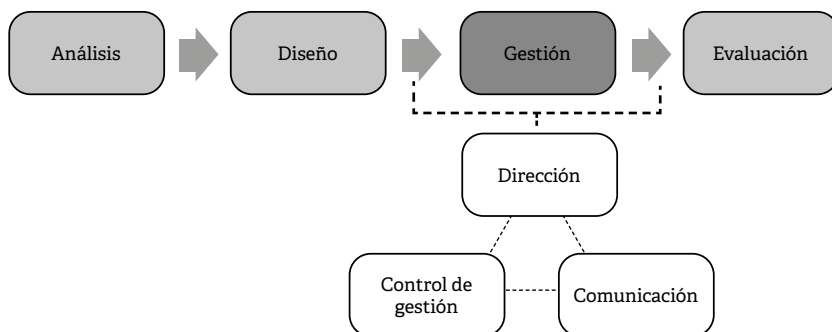 Análisis
Diseño
Gestión
Evaluación
Dirección
Control de
gestión
Comunicación